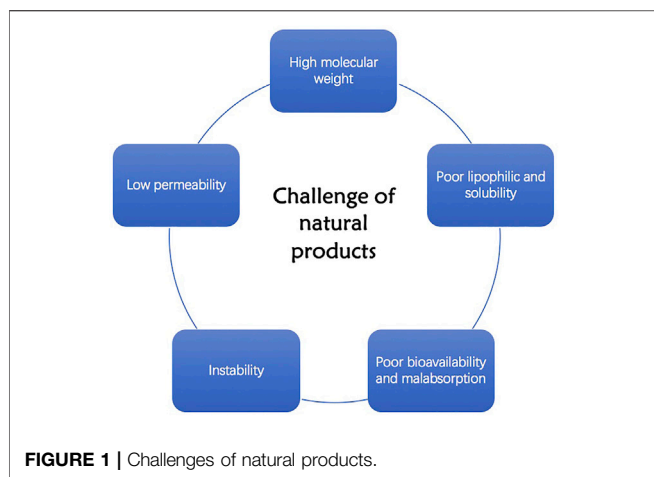 High molecular
weight
Low permeability
Poor lipophilic and
solubility
Challenge of
natural
products
Instability
Poor bioavailability
and malabsorption
FIGURE 1 | Challenges of natural products.